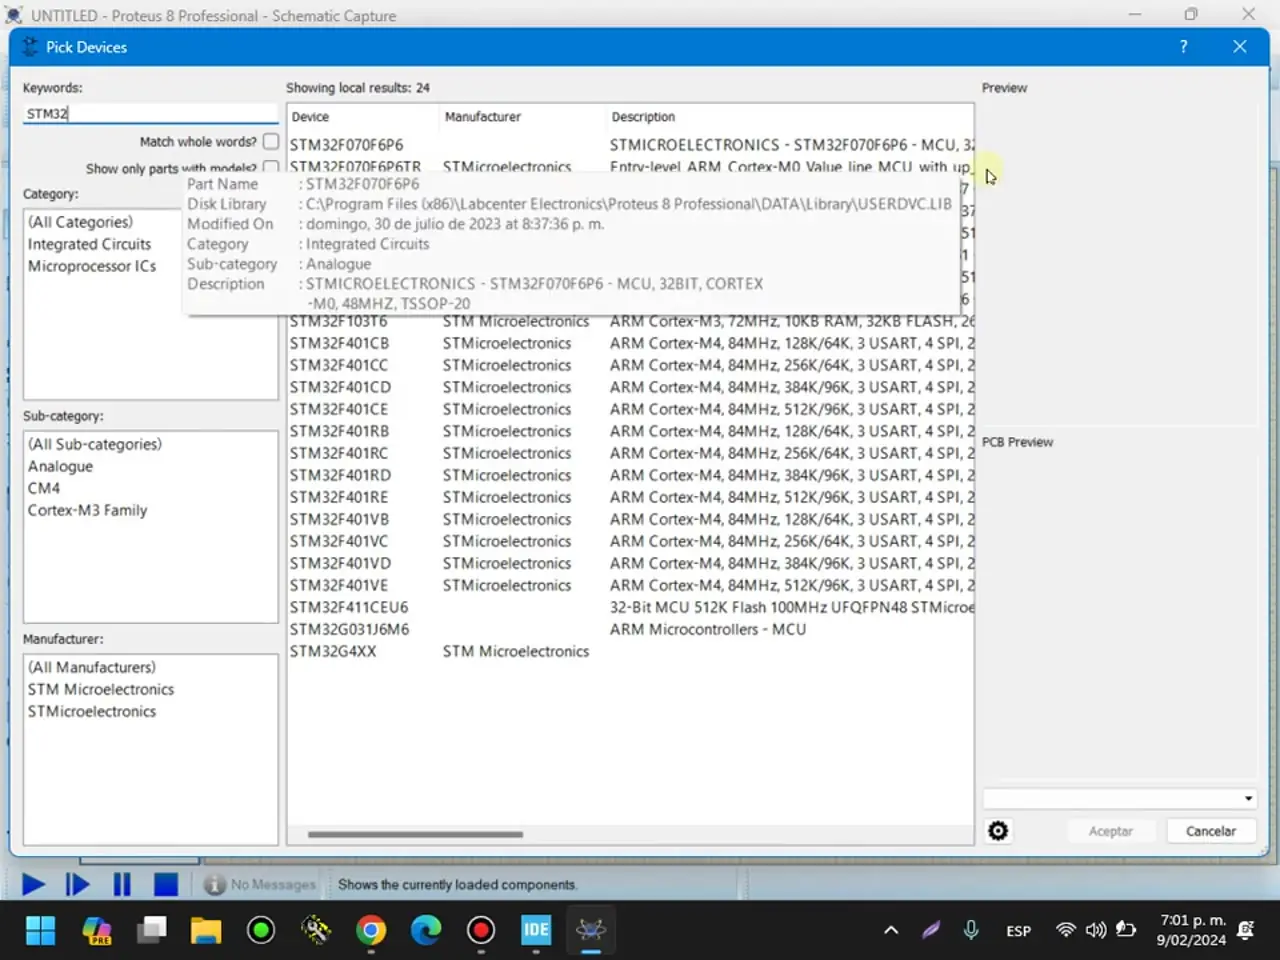 UNTITLED - Proteus 8 Professional - Schematic Capture
Pick Devices
?
Keywords:
STM32
Match whole words?
Show only parts with models?
Category:
(All Categories)
Integrated Circuits
Microprocessor ICs
Sub-category:
(All Sub-categories)
Analogue
CM4
Cortex-M3 Family
Manufacturer:
(All Manufacturers)
STM Microelectronics
STMicroelectronics
Showing local results: 24
Device Manufacturer Description
STM32F070F6P6 STMICROELECTRONICS - STM32F070F6P6 - MCU, 32
STM32F070F6P6TR STMicroelectronics Entry-level ARM Cortex-M0 Value line MCU with up
Part Name : STM32F070F6P6
Disk Library : C:\Program Files (x86)\Labcenter Electronics\Proteus 8 Professional\DATA\Library\USERDVC.LIB
Modified On : domingo, 30 de julio de 2023 at 8:37:36 p. m.
Category : Integrated Circuits
Sub-category : Analogue
Description : STMICROELECTRONICS - STM32F070F6P6 - MCU, 32BIT, CORTEX
-M0, 48MHZ, TSSOP-20
7
37
51
1
51
6
STM32F103T6 STM Microelectronics ARM Cortex-M3, 72MHz, 10KB RAM, 32KB FLASH, 26
STM32F401CB STMicroelectronics ARM Cortex-M4, 84MHz, 128K/64K, 3 USART, 4 SPI, 2
STM32F401CC STMicroelectronics ARM Cortex-M4, 84MHz, 256K/64K, 3 USART, 4 SPI, 2
STM32F401CD STMicroelectronics ARM Cortex-M4, 84MHz, 384K/96K, 3 USART, 4 SPI, 2
STM32F401CE STMicroelectronics ARM Cortex-M4, 84MHz, 512K/96K, 3 USART, 4 SPI, 2
STM32F401RB STMicroelectronics ARM Cortex-M4, 84MHz, 128K/64K, 3 USART, 4 SPI, 2
STM32F401RC STMicroelectronics ARM Cortex-M4, 84MHz, 256K/64K, 3 USART, 4 SPI, 2
STM32F401RD STMicroelectronics ARM Cortex-M4, 84MHz, 384K/96K, 3 USART, 4 SPI, 2
STM32F401RE STMicroelectronics ARM Cortex-M4, 84MHz, 512K/96K, 3 USART, 4 SPI, 2
STM32F401VB STMicroelectronics ARM Cortex-M4, 84MHz, 128K/64K, 3 USART, 4 SPI, 2
STM32F401VC STMicroelectronics ARM Cortex-M4, 84MHz, 256K/64K, 3 USART, 4 SPI, 2
STM32F401VD STMicroelectronics ARM Cortex-M4, 84MHz, 384K/96K, 3 USART, 4 SPI, 2
STM32F401VE STMicroelectronics ARM Cortex-M4, 84MHz, 512K/96K, 3 USART, 4 SPI, 2
STM32F411CEU6 32-Bit MCU 512K Flash 100MHz UFQFPN48 STMicroe
STM32G031J6M6 ARM Microcontrollers - MCU
STM32G4XX STM Microelectronics
Preview
PCB Preview
Aceptar Cancelar
No Messages Shows the currently loaded components.
PRE
IDE
ESP
7:01 p. m.
9/02/2024